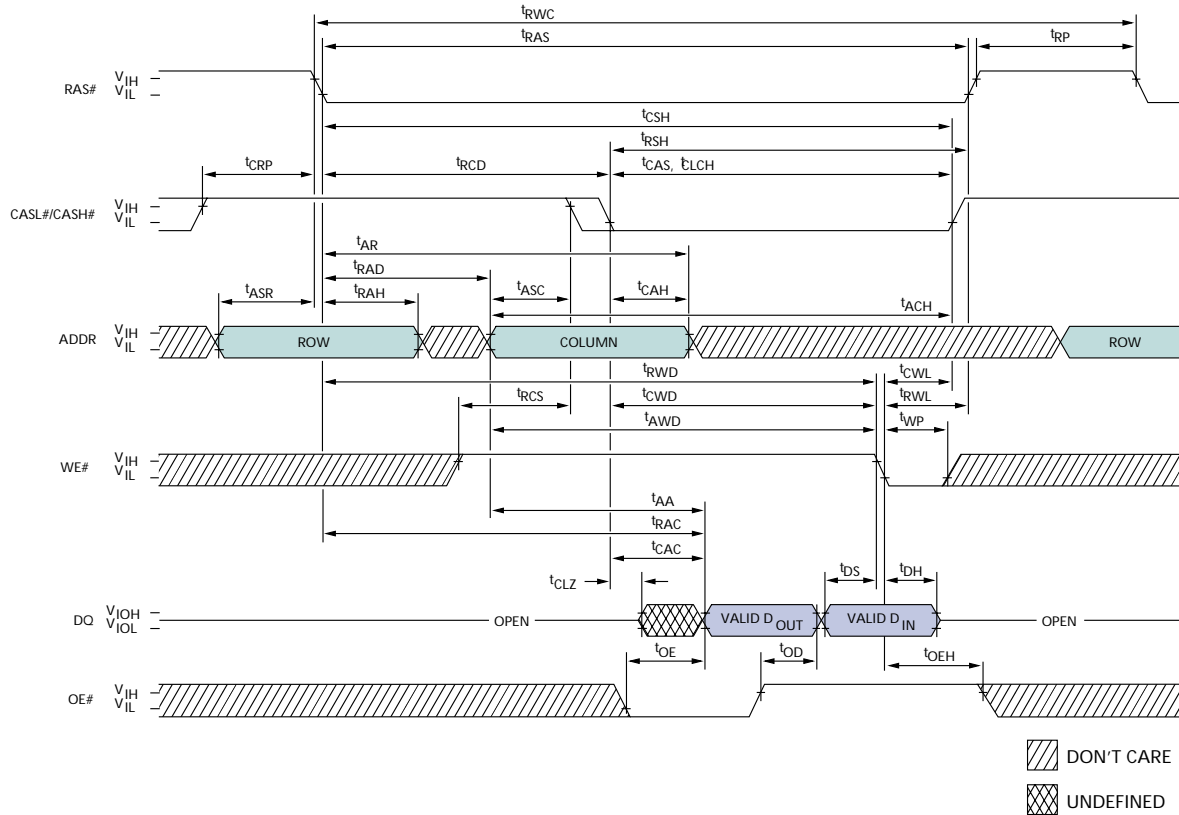 tRWC
tRAS tRP
RAS# VIH
VIL
tCSH
tRSH
tCRP tRCD tCAS, tCLCH
CASL#/CASH# VIH
VIL
tAR
tRAD
tASR tRAH tASC tCAH
tACH
ADDR VIH
VIL
ROW COLUMN ROW
tRWD tCWL
tRCS tCWD tRWL
tAWD tWP
WE# VIH
VIL
tAA
tRAC
tCAC
tCLZ tDS tDH
DQ VIOH
VIOL
OPEN VALID DOUT VALID DIN OPEN
tOE tOD tOEH
OE# VIH
VIL
DON'T CARE
UNDEFINED